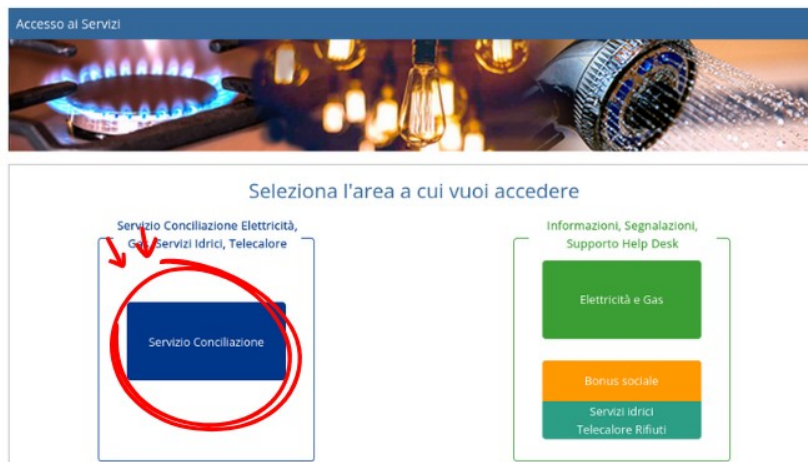 Accesso ai Servizi
Seleziona l'area a cui vuoi accedere
Servizio Conciliazione Elettricità,
Gas, Servizi Idrici, Telecalore
Servizio Conciliazione
Informazioni, Segnalazioni,
Supporto Help Desk
Elettricità e Gas
Bonus sociale
Servizi idrici
Telecalore Rifiuti